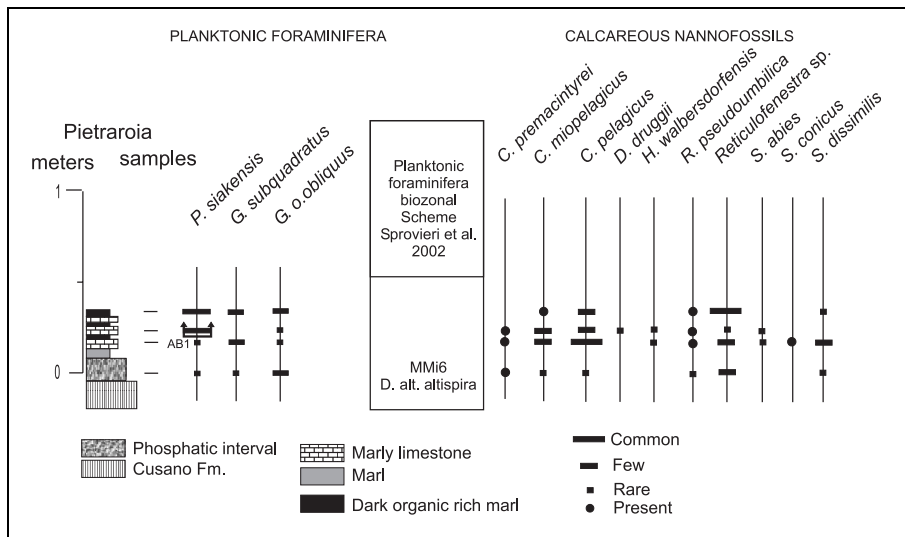 PLANKTONIC FORAMINIFERA
CALCAREOUS NANNOFOSSILS
Pietraroia
meters
samples
P. siakensis
G. subquadratus
G. o.obliquus
Planktonic
foraminifera
biozonal
Scheme
Sprovieri et al.
2002
MMi6
D. alt. altispira
C. premacintyrei
C. miopelagicus
C. pelagicus
D. druggii
H. walbersdorfensis
R. pseudoumbilica
Reticulofenestra sp.
S. abies
S. conicus
S. dissimilis
1
AB1
0
Phosphatic interval
Cusano Fm.
Marly limestone
Marl
Dark organic rich marl
Common
Few
Rare
Present